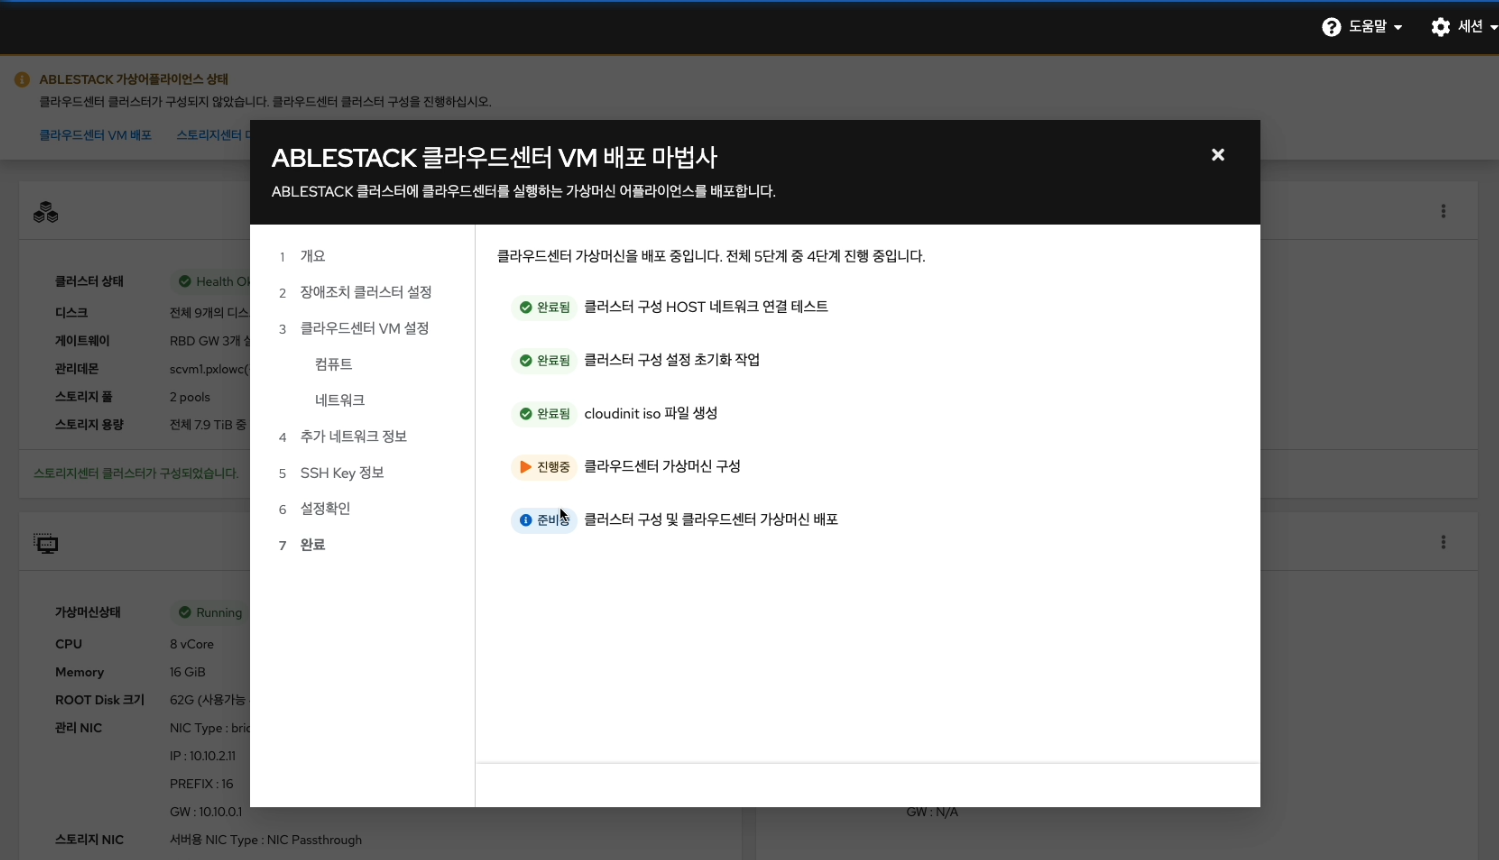 도움말
세션
ABLESTACK 가상어플라이언스 상태
클라우드센터 클러스터가 구성되지 않았습니다. 클라우드센터 클러스터 구성을 진행하십시오.
클라우드센터 VM 배포 스토리지센터
ABLESTACK 클라우드센터 VM 배포 마법사
ABLESTACK 클러스터에 클라우드센터를 실행하는 가상머신 어플라이언스를 배포합니다.
클러스터 상태 Health
디스크 전체 9개의 디스
게이트웨이 RBD GW 3개
관리데몬 scvm1.pxlowc(
스토리지 풀 2 pools
스토리지 용량 전체 7.9 TiB 중
스토리지센터 클러스터가 구성되었습니다.
가상머신상태 Running
CPU 8 vCore
Memory 16 GiB
ROOT Disk 크기 62G (사용가능
관리 NIC NIC Type : bric
IP : 10.10.2.11
PREFIX : 16
GW : 10.10.0.1
스토리지 NIC 서버용 NIC Type : NIC Passthrough
1 개요
2 장애조치 클러스터 설정
3 클라우드센터 VM 설정
컴퓨트
네트워크
4 추가 네트워크 정보
5 SSH Key 정보
6 설정확인
7 완료
클라우드센터 가상머신을 배포 중입니다. 전체 5단계 중 4단계 진행 중입니다.
완료됨 클러스터 구성 HOST 네트워크 연결 테스트
완료됨 클러스터 구성 설정 초기화 작업
완료됨 cloudinit iso 파일 생성
진행중 클라우드센터 가상머신 구성
준비중 클러스터 구성 및 클라우드센터 가상머신 배포
GW : N/A